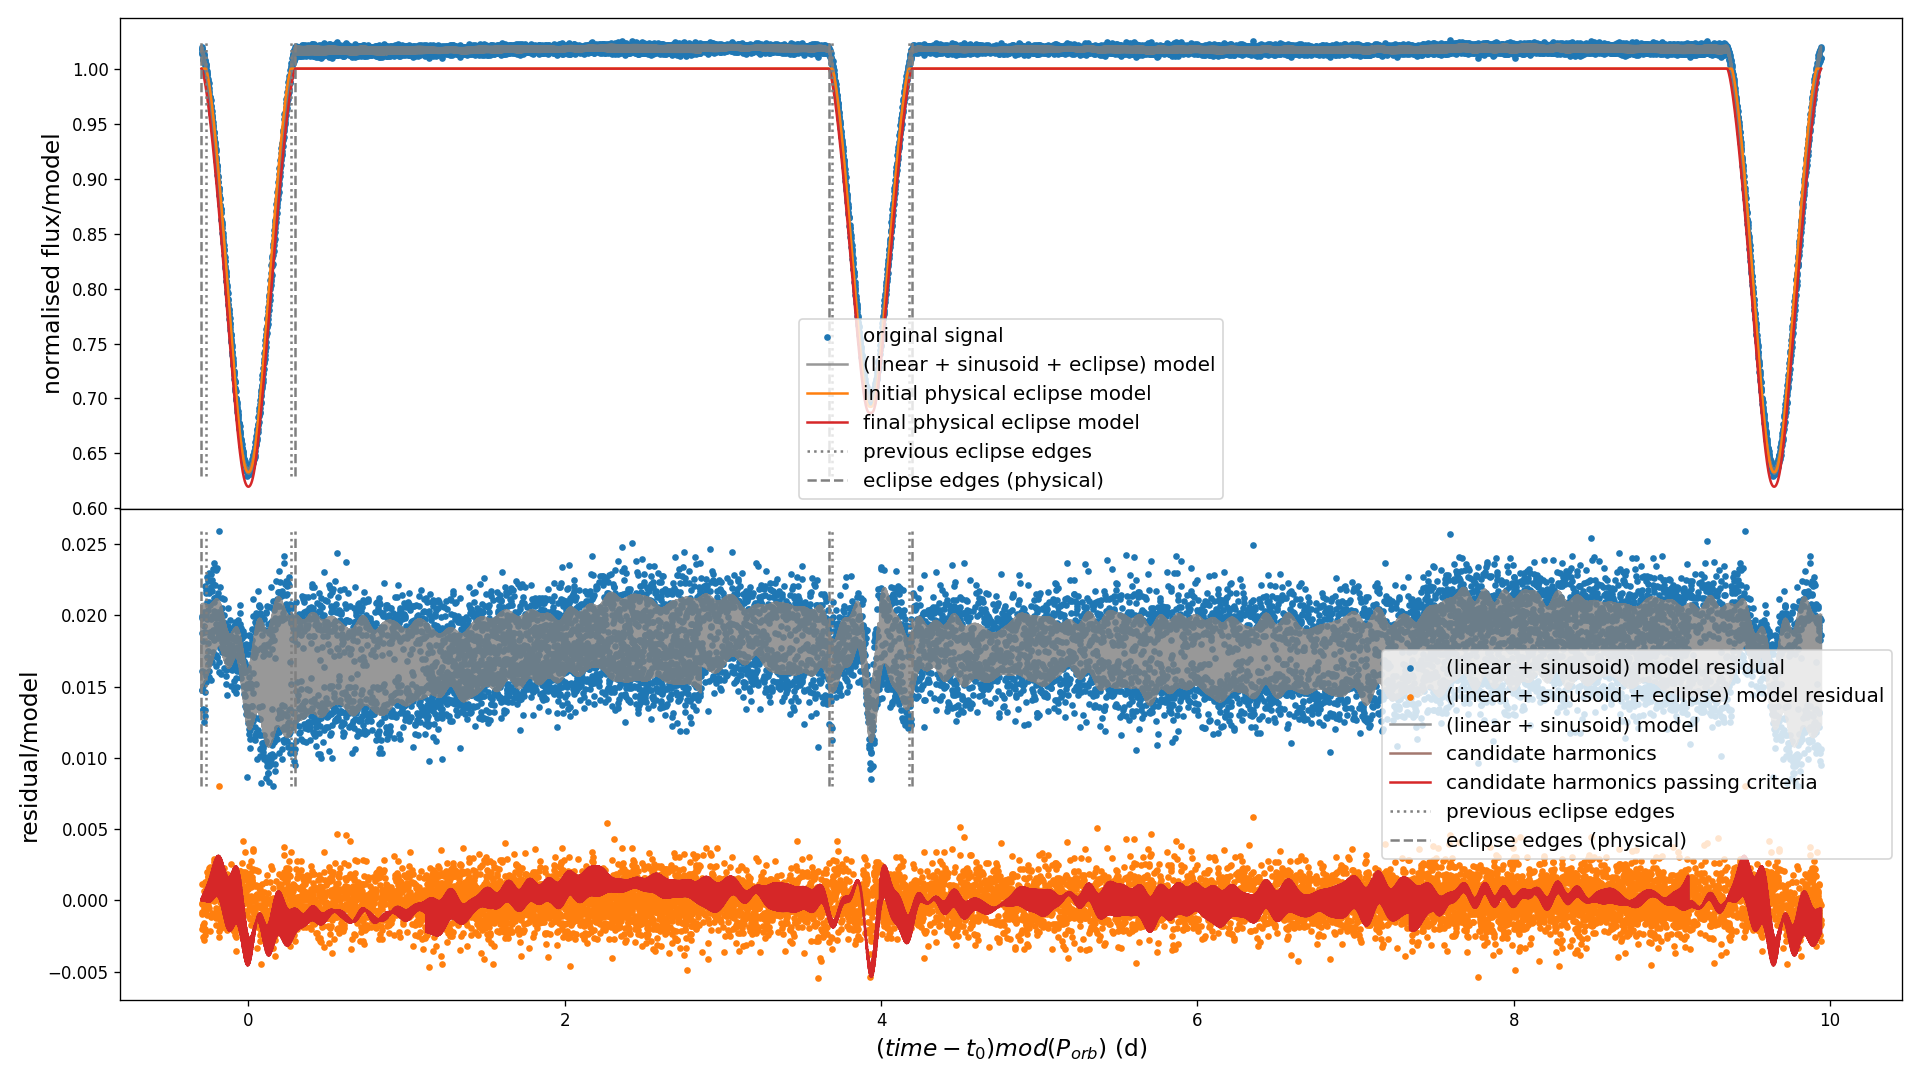 normalised flux/model
1.00
0.95
0.90
0.85
0.80
0.75
0.70
0.65
0.60
original signal
(linear + sinusoid + eclipse) model
initial physical eclipse model
final physical eclipse model
previous eclipse edges
eclipse edges (physical)
residual/model
0.025
0.020
0.015
0.010
0.005
0.000
−0.005
(linear + sinusoid) model residual
(linear + sinusoid + eclipse) model residual
(linear + sinusoid) model
candidate harmonics
candidate harmonics passing criteria
previous eclipse edges
eclipse edges (physical)
0 2 4 6 8 10
(time − t₀)mod(Pₒᵣb) (d)